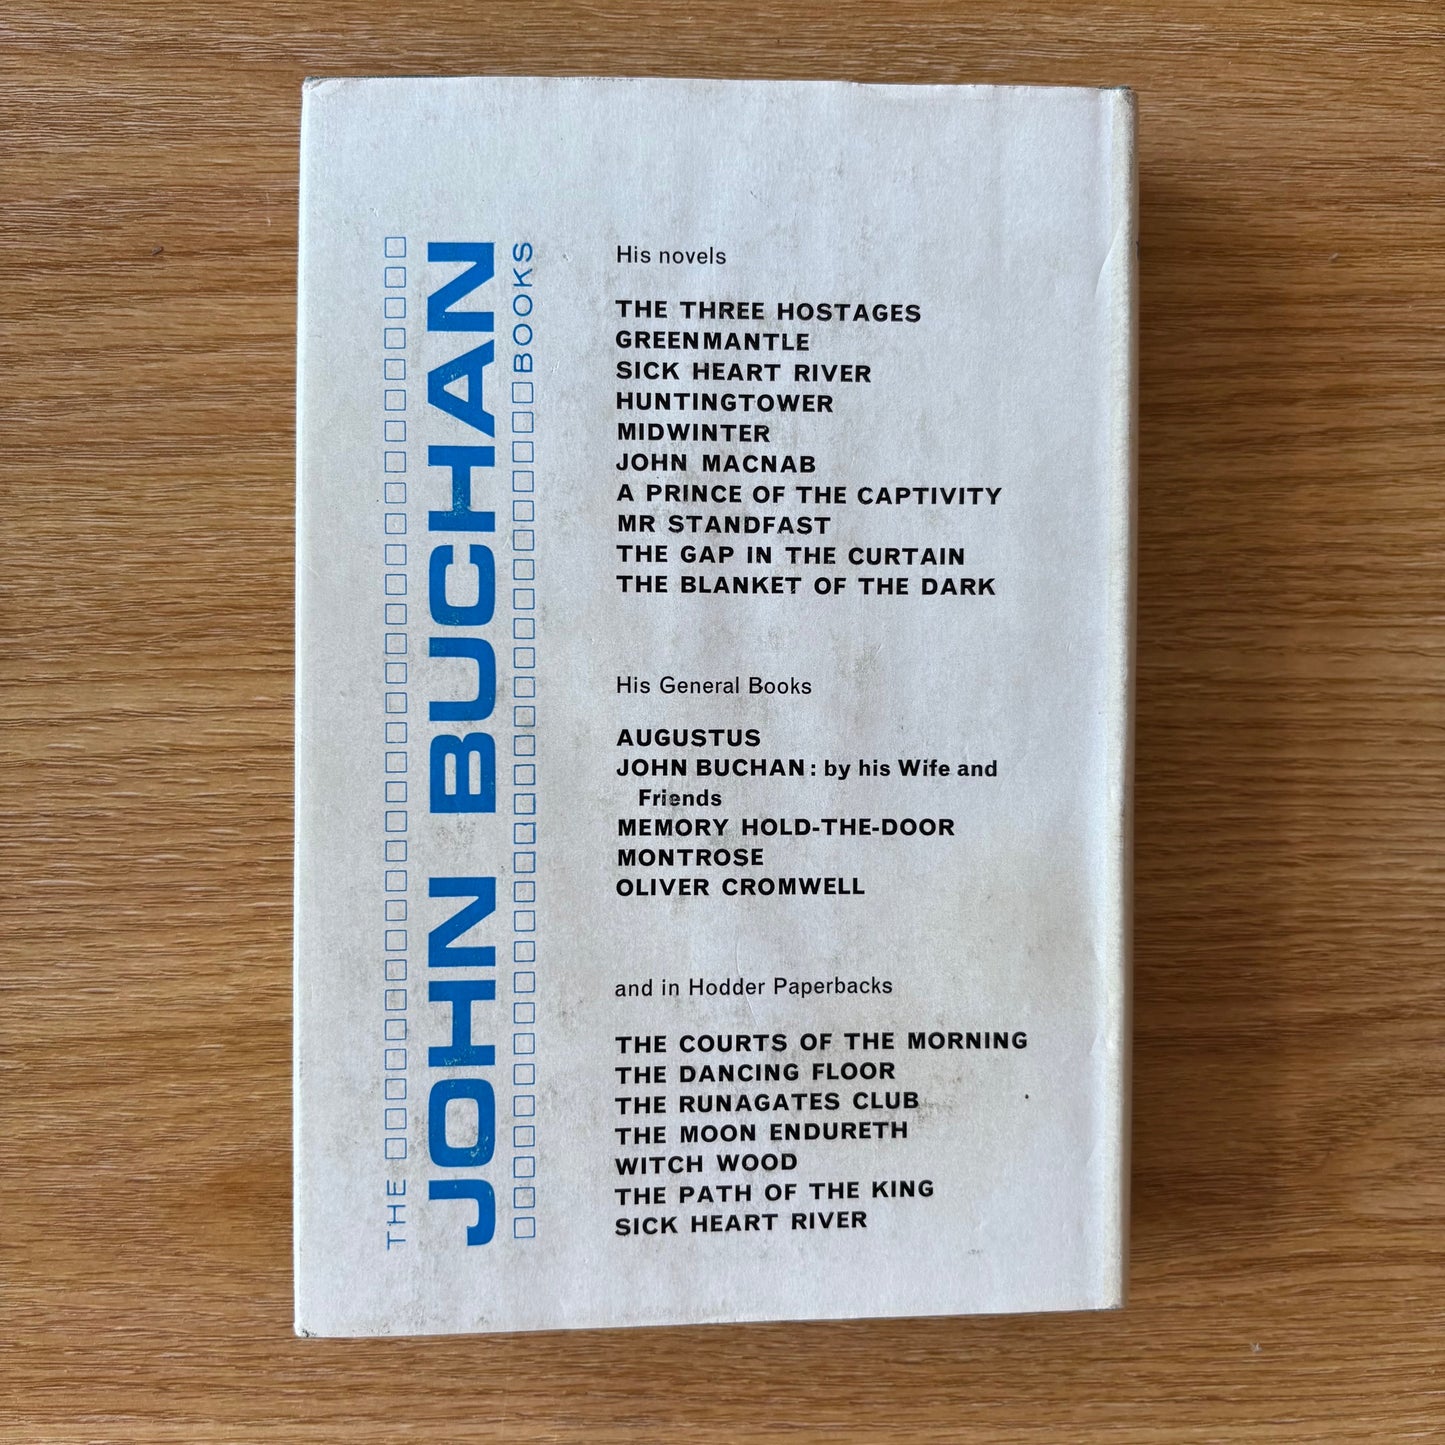 THE
JOHN BUCHAN
BOOKS
His novels
THE THREE HOSTAGES
GREENMANTLE
SICK HEART RIVER
HUNTINGTOWER
MIDWINTER
JOHN MACNAB
A PRINCE OF THE CAPTIVITY
MR STANDFAST
THE GAP IN THE CURTAIN
THE BLANKET OF THE DARK
His General Books
AUGUSTUS
JOHN BUCHAN: by his Wife and
Friends
MEMORY HOLD-THE-DOOR
MONTROSE
OLIVER CROMWELL
and in Hodder Paperbacks
THE COURTS OF THE MORNING
THE DANCING FLOOR
THE RUNAGATES CLUB
THE MOON ENDURETH
WITCH WOOD
THE PATH OF THE KING
SICK HEART RIVER